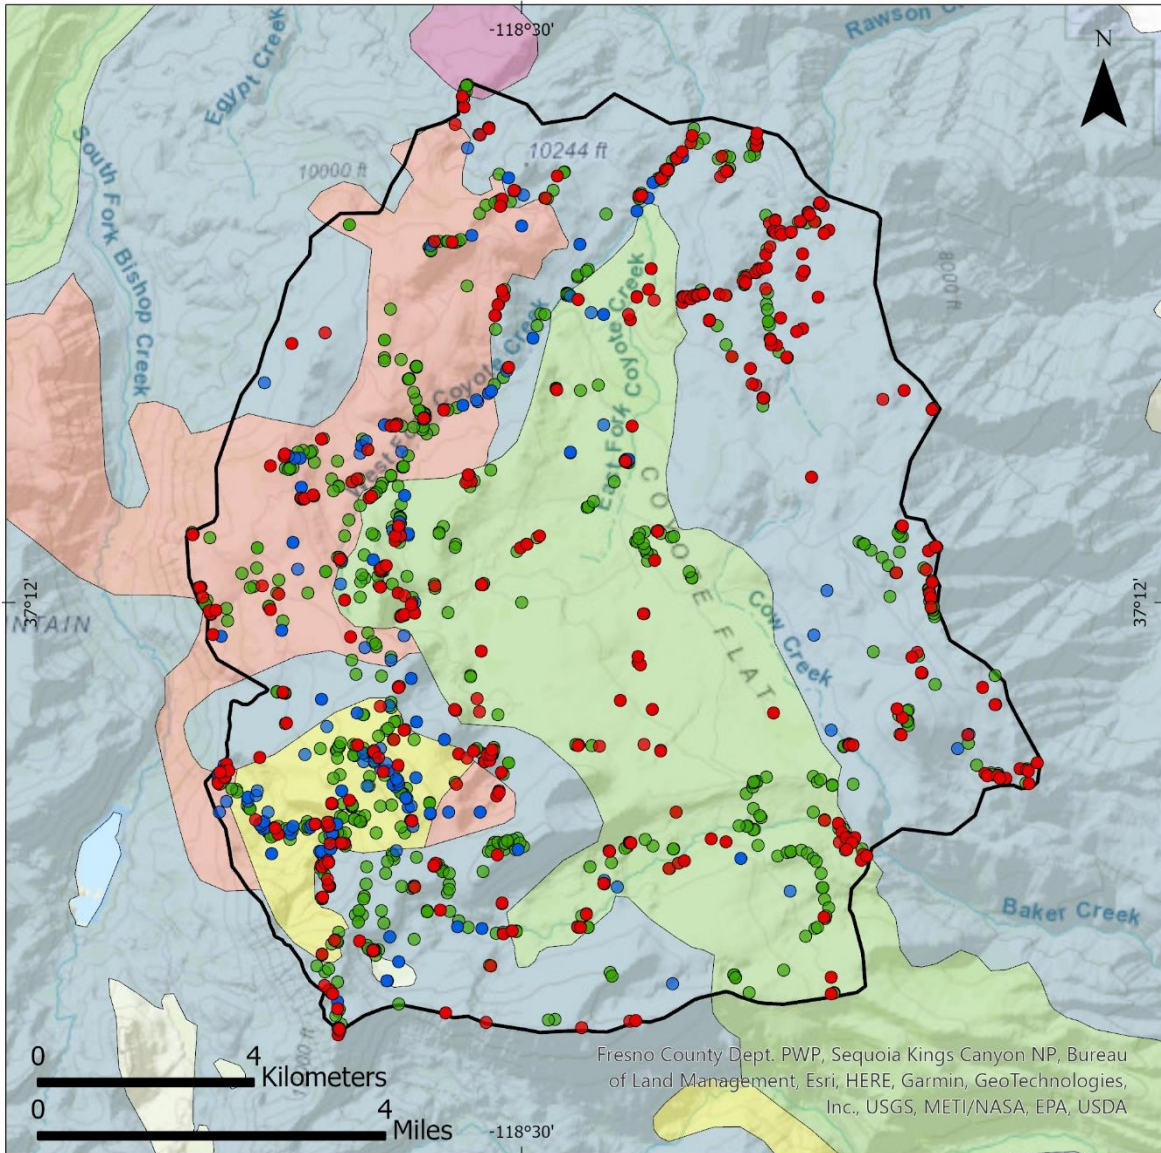 -118°30'
Rawson C
N
Egypt Creek
South Fork Bishop Creek
10244 ft
10000 ft
8000 ft
West Fork Coyote Creek
East Fork Coyote Creek
COYOTE FLAT
37°12'
37°12'
NTAIN
Cow Creek
Baker Creek
0 4
Kilometers
0 4
Miles
-118°30'
Fresno County Dept. PWP, Sequoia Kings Canyon NP, Bureau
of Land Management, Esri, HERE, Garmin, GeoTechnologies,
Inc., USGS, METI/NASA, EPA, USDA